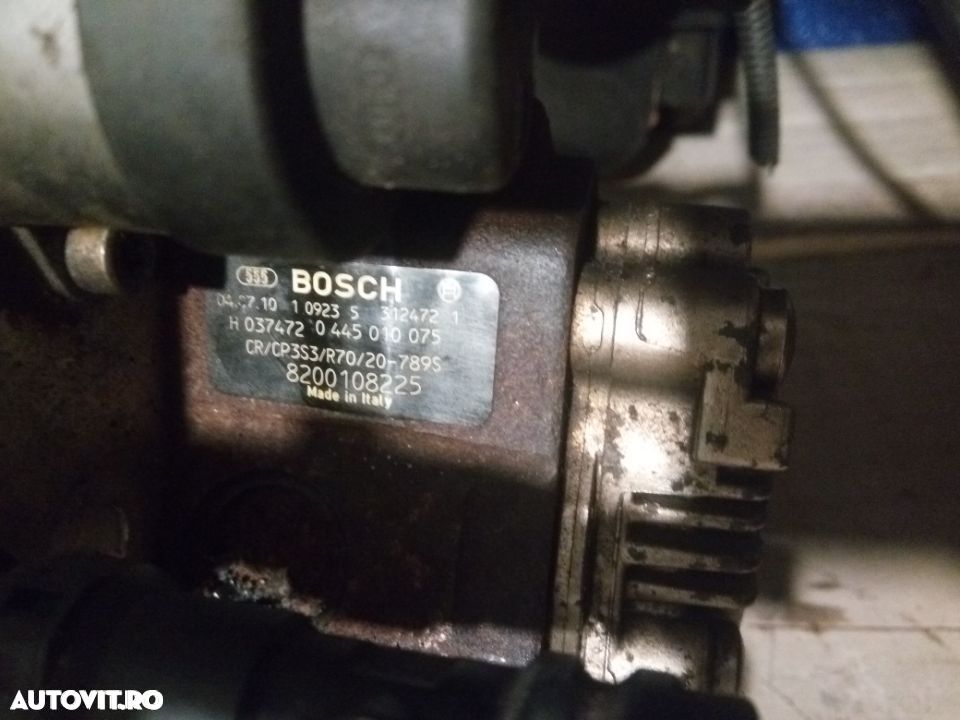 555 BOSCH
04.07.10 1 0923 S 312472 1
H 037472 0 445 010 075
CR/CP3S3/R70/20-789S
8200108225
Made in Italy
AUTOVIT.RO